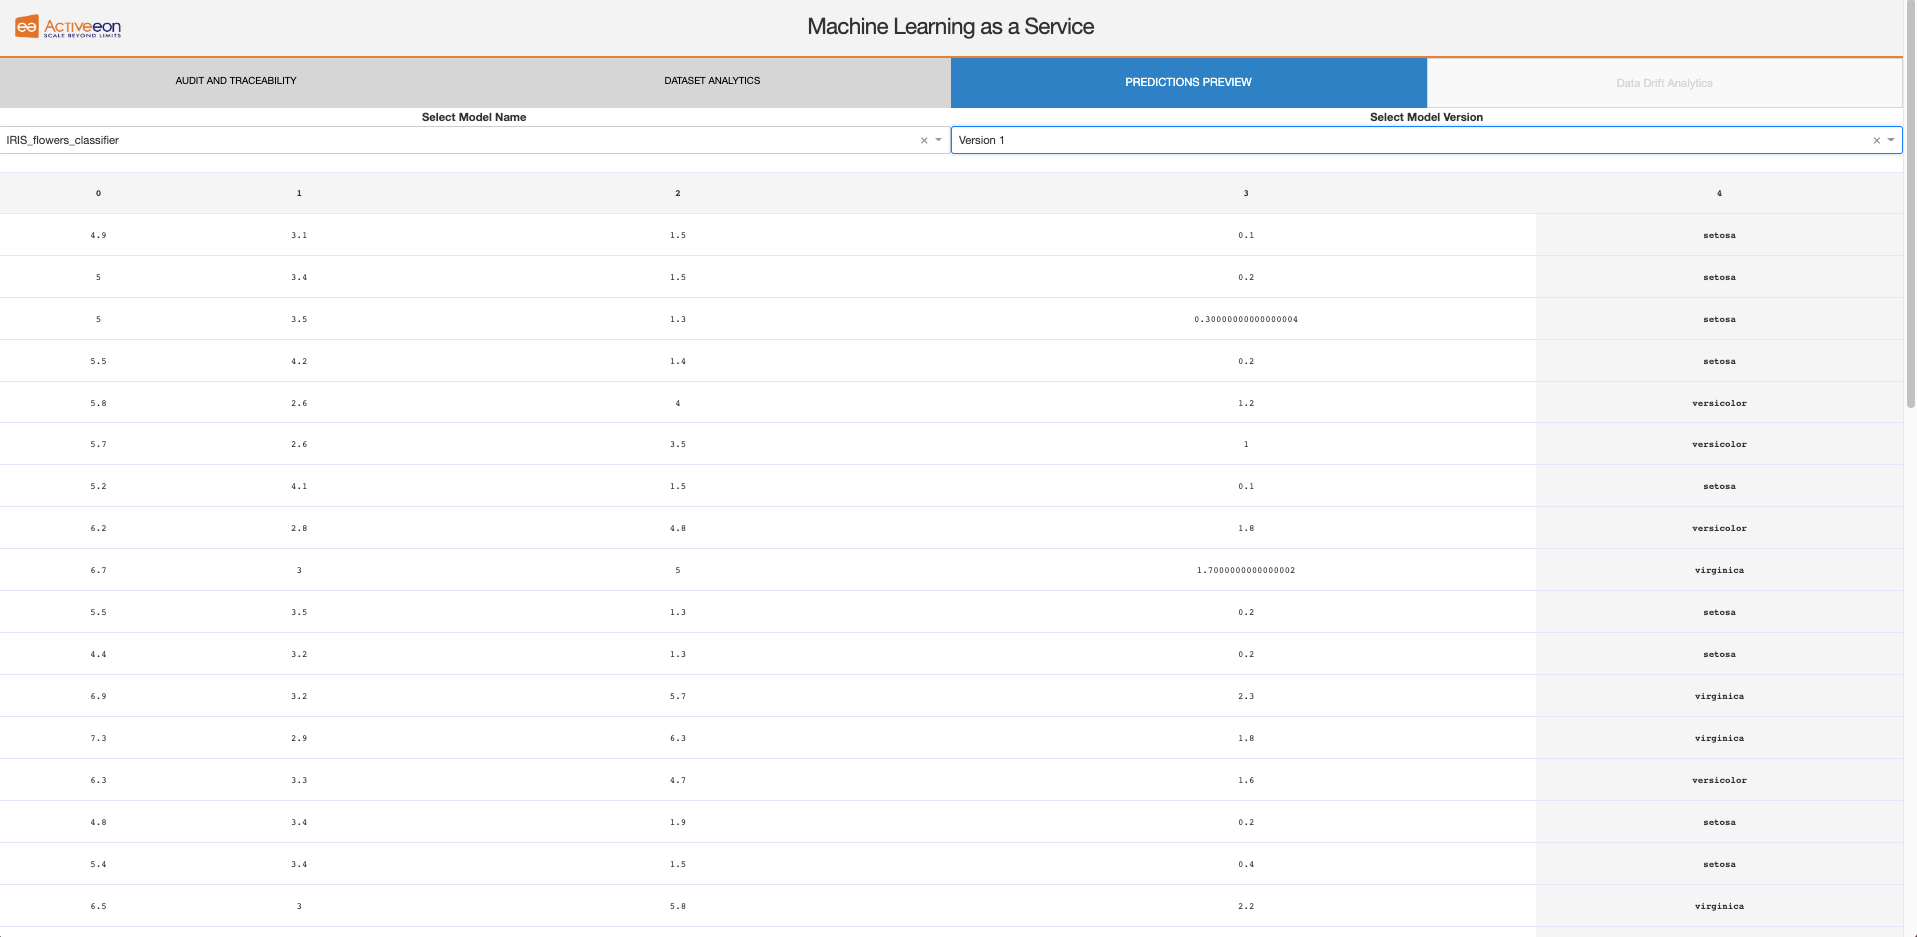 Activeeon
SCALE BEYOND LIMITS
Machine Learning as a Service
AUDIT AND TRACEABILITY DATASET ANALYTICS PREDICTIONS PREVIEW Data Drift Analytics
Select Model Name Select Model Version
IRIS_flowers_classifier × Version 1 ×
0 1 2 3 4
4.9 3.1 1.5 0.1 setosa
5 3.4 1.5 0.2 setosa
5 3.5 1.3 0.30000000000000004 setosa
5.5 4.2 1.4 0.2 setosa
5.8 2.6 4 1.2 versicolor
5.7 2.6 3.5 1 versicolor
5.2 4.1 1.5 0.1 setosa
6.2 2.8 4.8 1.8 versicolor
6.7 3 5 1.7000000000000002 virginica
5.5 3.5 1.3 0.2 setosa
4.4 3.2 1.3 0.2 setosa
6.9 3.2 5.7 2.3 virginica
7.3 2.9 6.3 1.8 virginica
6.3 3.3 4.7 1.6 versicolor
4.8 3.4 1.9 0.2 setosa
5.4 3.4 1.5 0.4 setosa
6.5 3 5.8 2.2 virginica